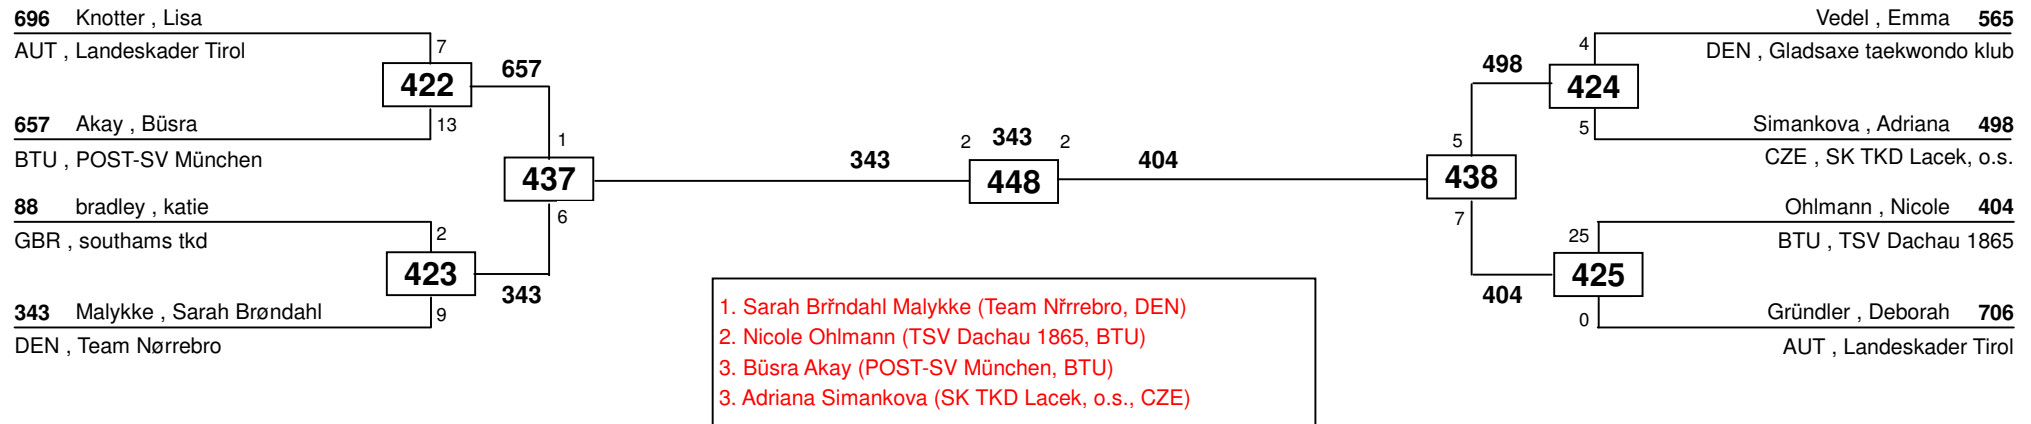 696 Knotter , Lisa
AUT , Landeskader Tirol
7
422
657
657 Akay , Büsra
13
BTU , POST-SV München
1
437
6
88 bradley , katie
GBR , southams tkd
2
423
343
343 Malykke , Sarah Brøndahl
9
DEN , Team Nørrebro
343
2 343 2
448
404
Vedel , Emma 565
4
DEN , Gladsaxe taekwondo klub
498
424
Simankova , Adriana 498
5
CZE , SK TKD Lacek, o.s.
5
438
7
Ohlmann , Nicole 404
25
BTU , TSV Dachau 1865
425
404
Gründler , Deborah 706
0
AUT , Landeskader Tirol
1. Sarah Brřndahl Malykke (Team Nřrrebro, DEN)
2. Nicole Ohlmann (TSV Dachau 1865, BTU)
3. Büsra Akay (POST-SV München, BTU)
3. Adriana Simankova (SK TKD Lacek, o.s., CZE)